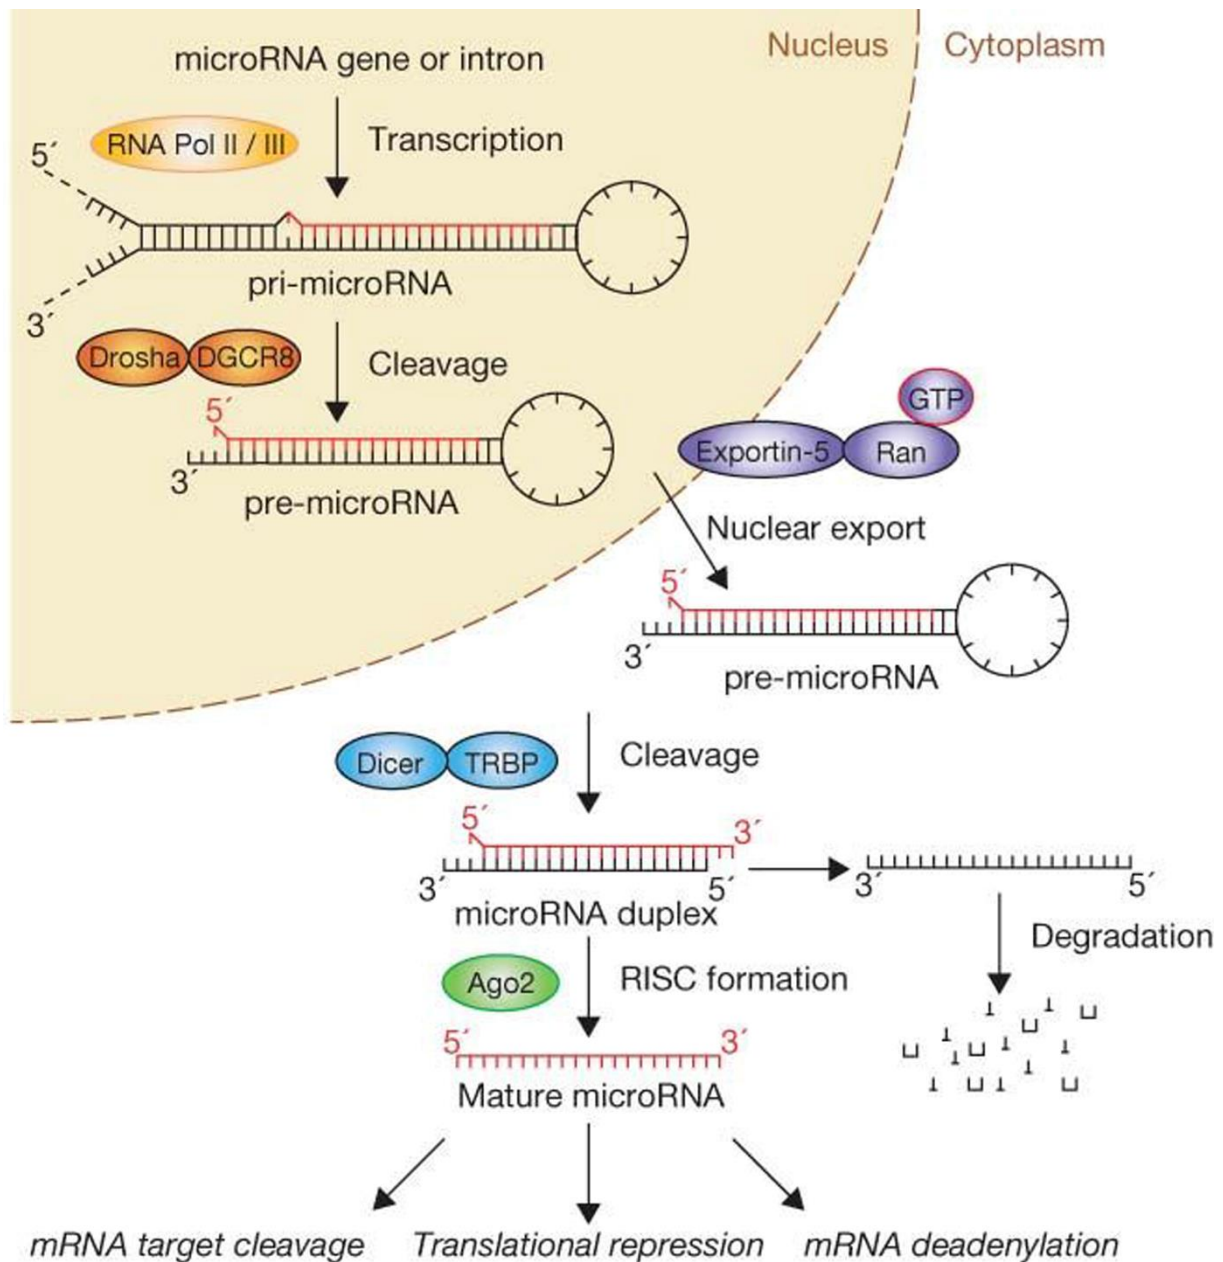 Nucleus
Cytoplasm
microRNA gene or intron
RNA Pol II / III
Transcription
5´
pri-microRNA
3´
Drosha
DGCR8
Cleavage
GTP
5´
Exportin-5
Ran
3´
pre-microRNA
Nuclear export
5´
3´
pre-microRNA
Dicer
TRBP
Cleavage
5´
3´
3´
5´
3´
5´
microRNA duplex
Degradation
Ago2
RISC formation
5´
3´
Mature microRNA
mRNA target cleavage
Translational repression
mRNA deadenylation